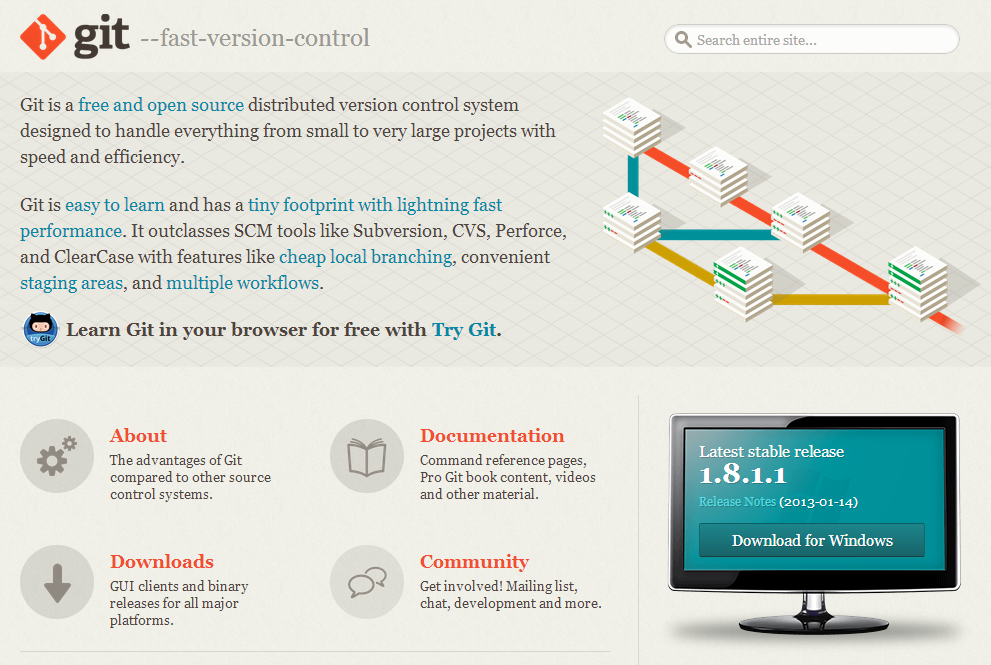 git --fast-version-control
Search entire site...
Git is a free and open source distributed version control system
designed to handle everything from small to very large projects with
speed and efficiency.
Git is easy to learn and has a tiny footprint with lightning fast
performance. It outclasses SCM tools like Subversion, CVS, Perforce,
and ClearCase with features like cheap local branching, convenient
staging areas, and multiple workflows.
tryGit
Learn Git in your browser for free with Try Git.
About
The advantages of Git
compared to other source
control systems.
Documentation
Command reference pages,
Pro Git book content, videos
and other material.
Downloads
GUI clients and binary
releases for all major
platforms.
Community
Get involved! Mailing list,
chat, development and more.
Latest stable release
1.8.1.1
Release Notes (2013-01-14)
Download for Windows